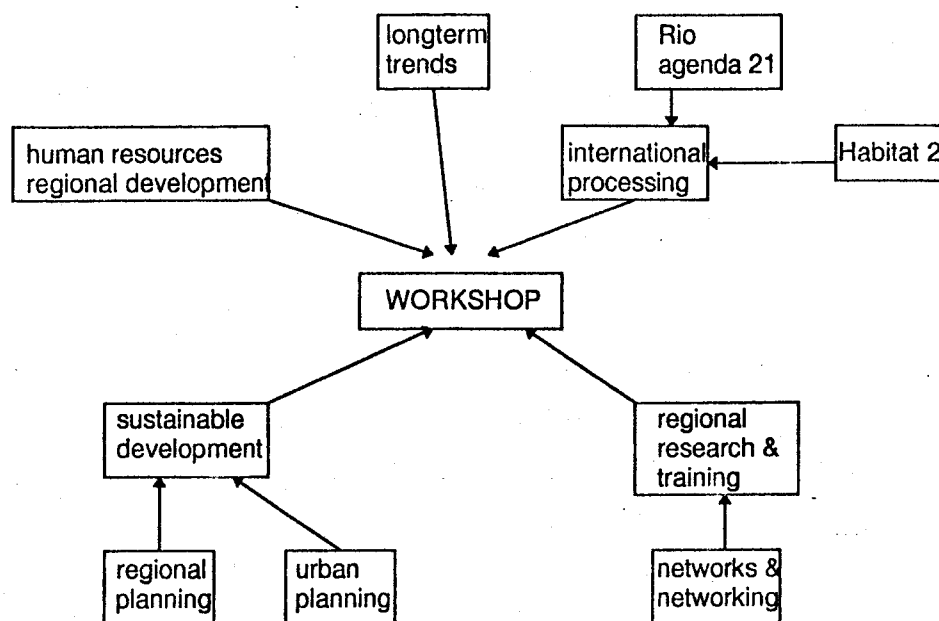 longterm
trends
Rio
agenda 21
human resources
regional development
international
processing
Habitat 2
WORKSHOP
sustainable
development
regional
research &
training
regional
planning
urban
planning
networks &
networking